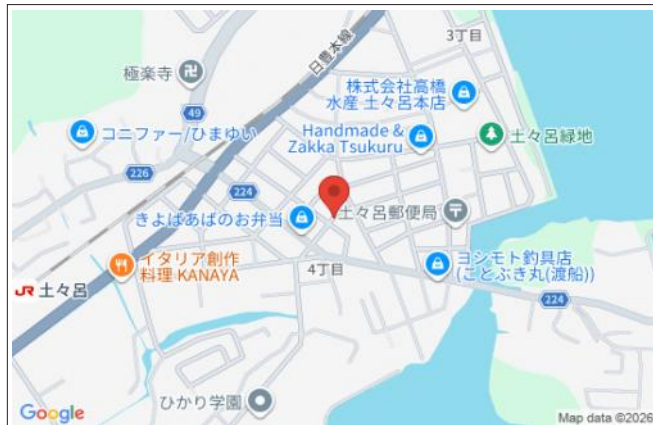 3丁目
日豊本線
極楽寺
卍
株式会社高橋
水産 土々呂本店
49
コニファー/ひまゆい
Handmade &
Zakka Tsukuru
土々呂緑地
226
224
きよばあばのお弁当
土々呂郵便局
〒
イタリア創作
料理 KANAYA
4丁目
ヨシモト釣具店
(ことぶき丸(渡船))
JR 土々呂
224
ひかり学園
Google
Map data ©2026